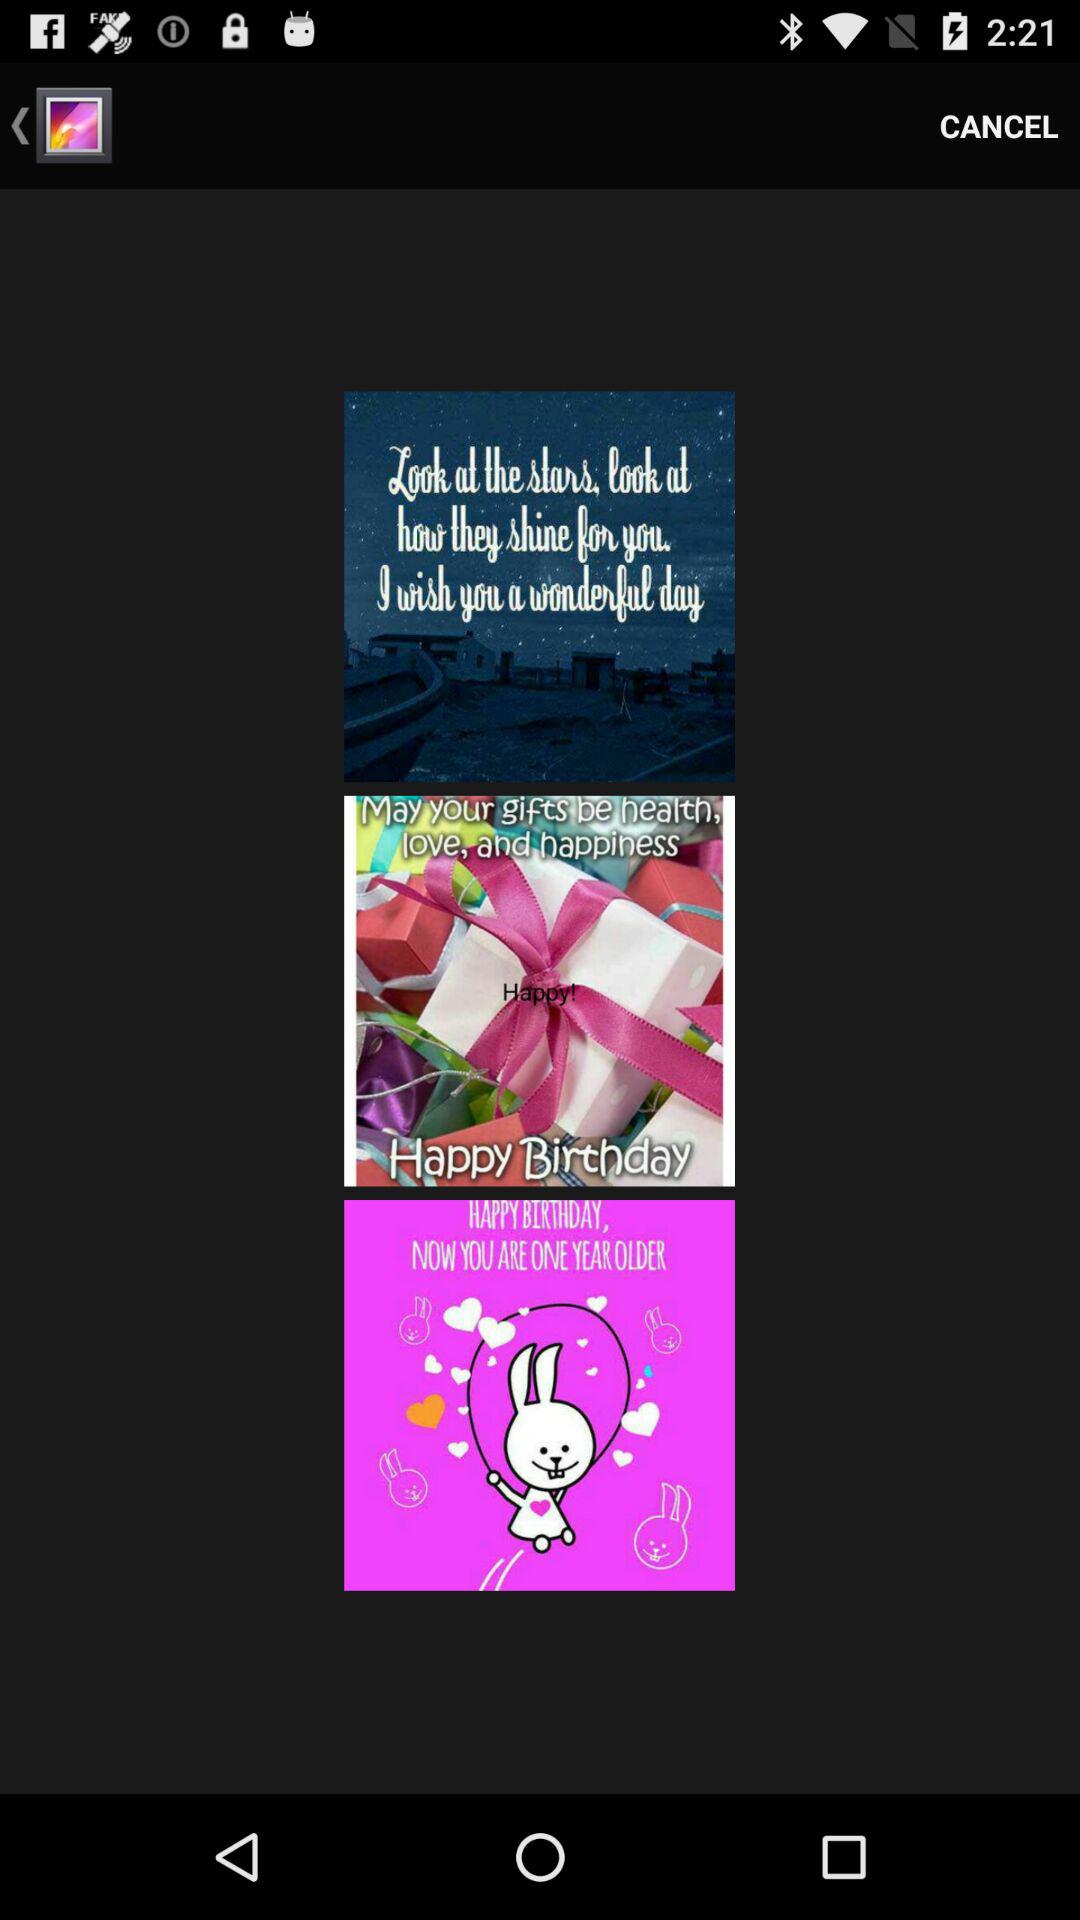 FAKE
2:21
CANCEL
Look at the stars, look at
how they shine for you.
I wish you a wonderful day
May your gifts be health,
love, and happiness
Happy!
Happy Birthday
HAPPY BIRTHDAY,
NOW YOU ARE ONE YEAR OLDER